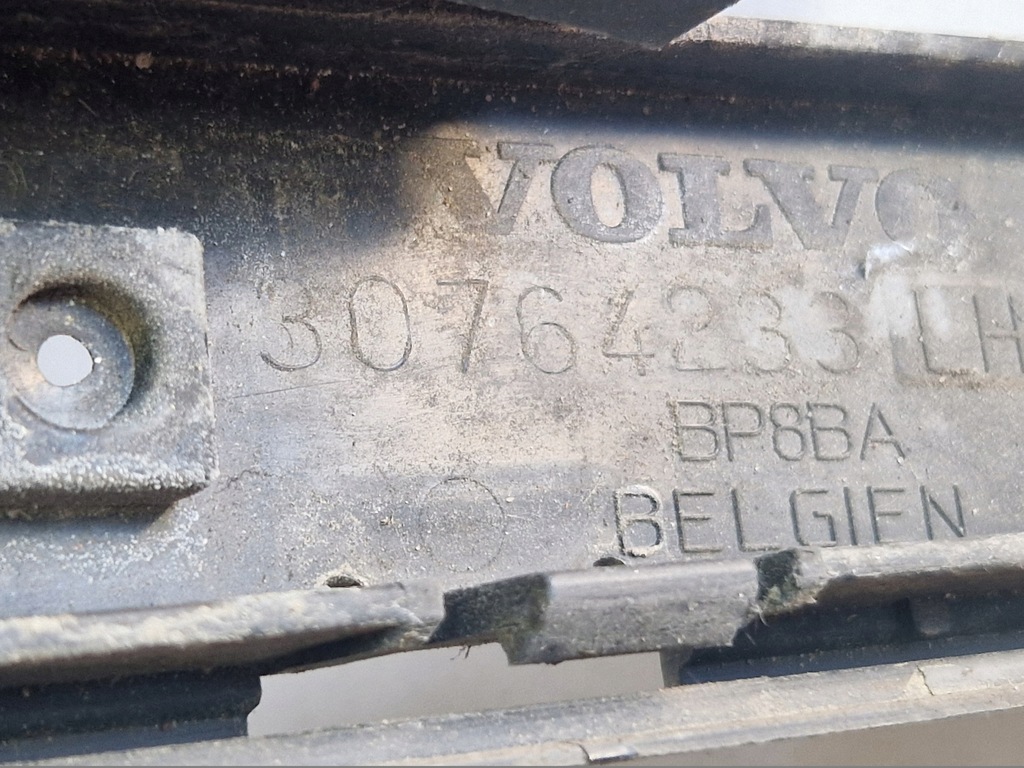 VOLVO
30764233 LH
BP8BA
BELGIEN